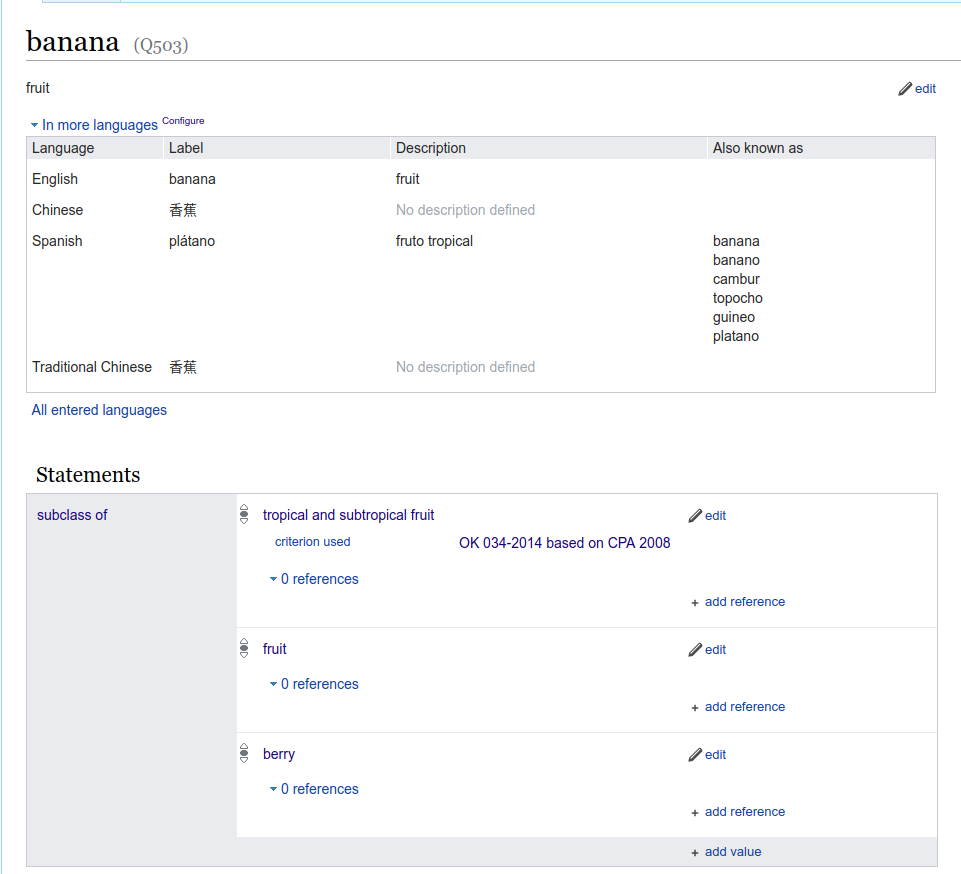 banana (Q503)
fruit
edit
In more languages Configure
Language Label Description Also known as
English banana fruit
Chinese 香蕉 No description defined
Spanish plátano fruto tropical banana
banano
cambur
topocho
guineo
platano
Traditional Chinese 香蕉 No description defined
All entered languages
Statements
subclass of tropical and subtropical fruit edit
criterion used OK 034-2014 based on CPA 2008
0 references
+ add reference
fruit edit
0 references
+ add reference
berry edit
0 references
+ add reference
+ add value